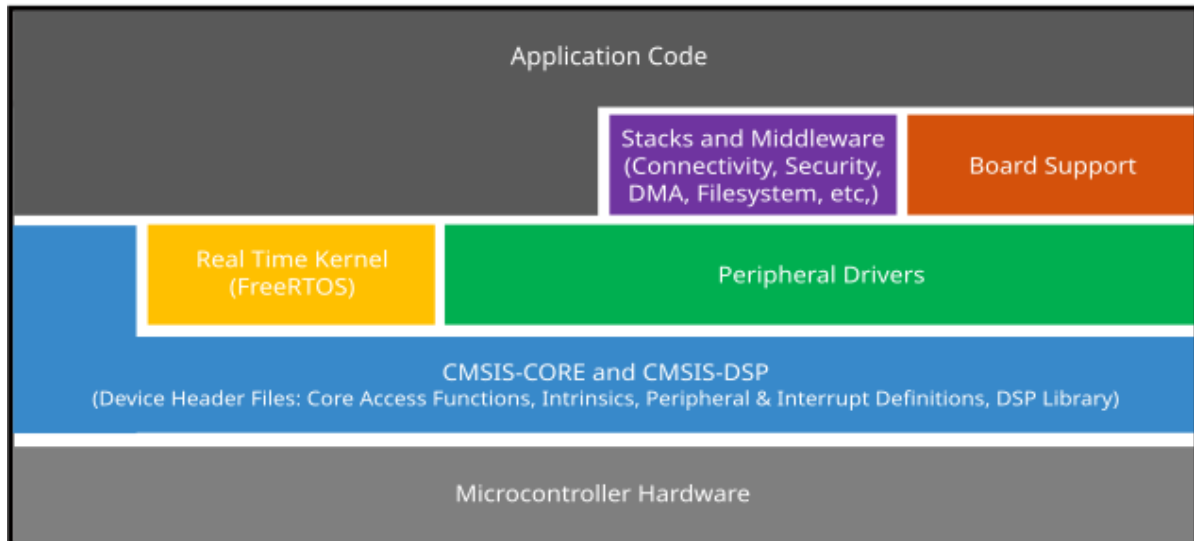 Application Code
Stacks and Middleware
(Connectivity, Security,
DMA, Filesystem, etc,)
Board Support
Real Time Kernel
(FreeRTOS)
Peripheral Drivers
CMSIS-CORE and CMSIS-DSP
(Device Header Files: Core Access Functions, Intrinsics, Peripheral & Interrupt Definitions, DSP Library)
Microcontroller Hardware